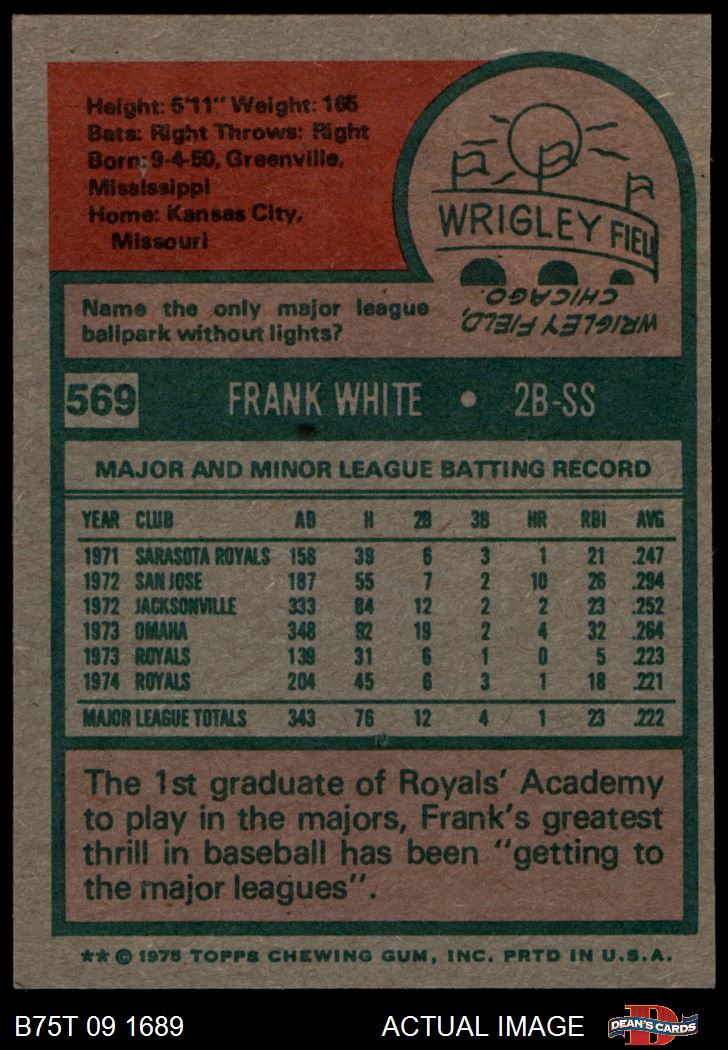 Height: 5'11" Weight: 165
Bats: Right Throws: Right
Born: 9-4-50, Greenville,
Mississippi
Home: Kansas City,
Missouri
WRIGLEY FIEL
WRIGLEY FIELD,
CHICAGO.
Name the only major league
ballpark without lights?
569 FRANK WHITE • 2B-SS
MAJOR AND MINOR LEAGUE BATTING RECORD
YEAR CLUB AB H 2B 3B HR RBI AVG
1971 SARASOTA ROYALS 158 39 6 3 1 21 .247
1972 SAN JOSE 187 55 7 2 10 26 .294
1972 JACKSONVILLE 333 84 12 2 2 23 .252
1973 OMAHA 348 92 19 2 4 32 .264
1973 ROYALS 139 31 6 1 0 5 .223
1974 ROYALS 204 45 6 3 1 18 .221
MAJOR LEAGUE TOTALS 343 76 12 4 1 23 .222
The 1st graduate of Royals' Academy
to play in the majors, Frank's greatest
thrill in baseball has been "getting to
the major leagues".
** © 1975 TOPPS CHEWING GUM, INC. PRTD IN U.S.A.
B75T 09 1689 ACTUAL IMAGE D DEAN'S CARDS